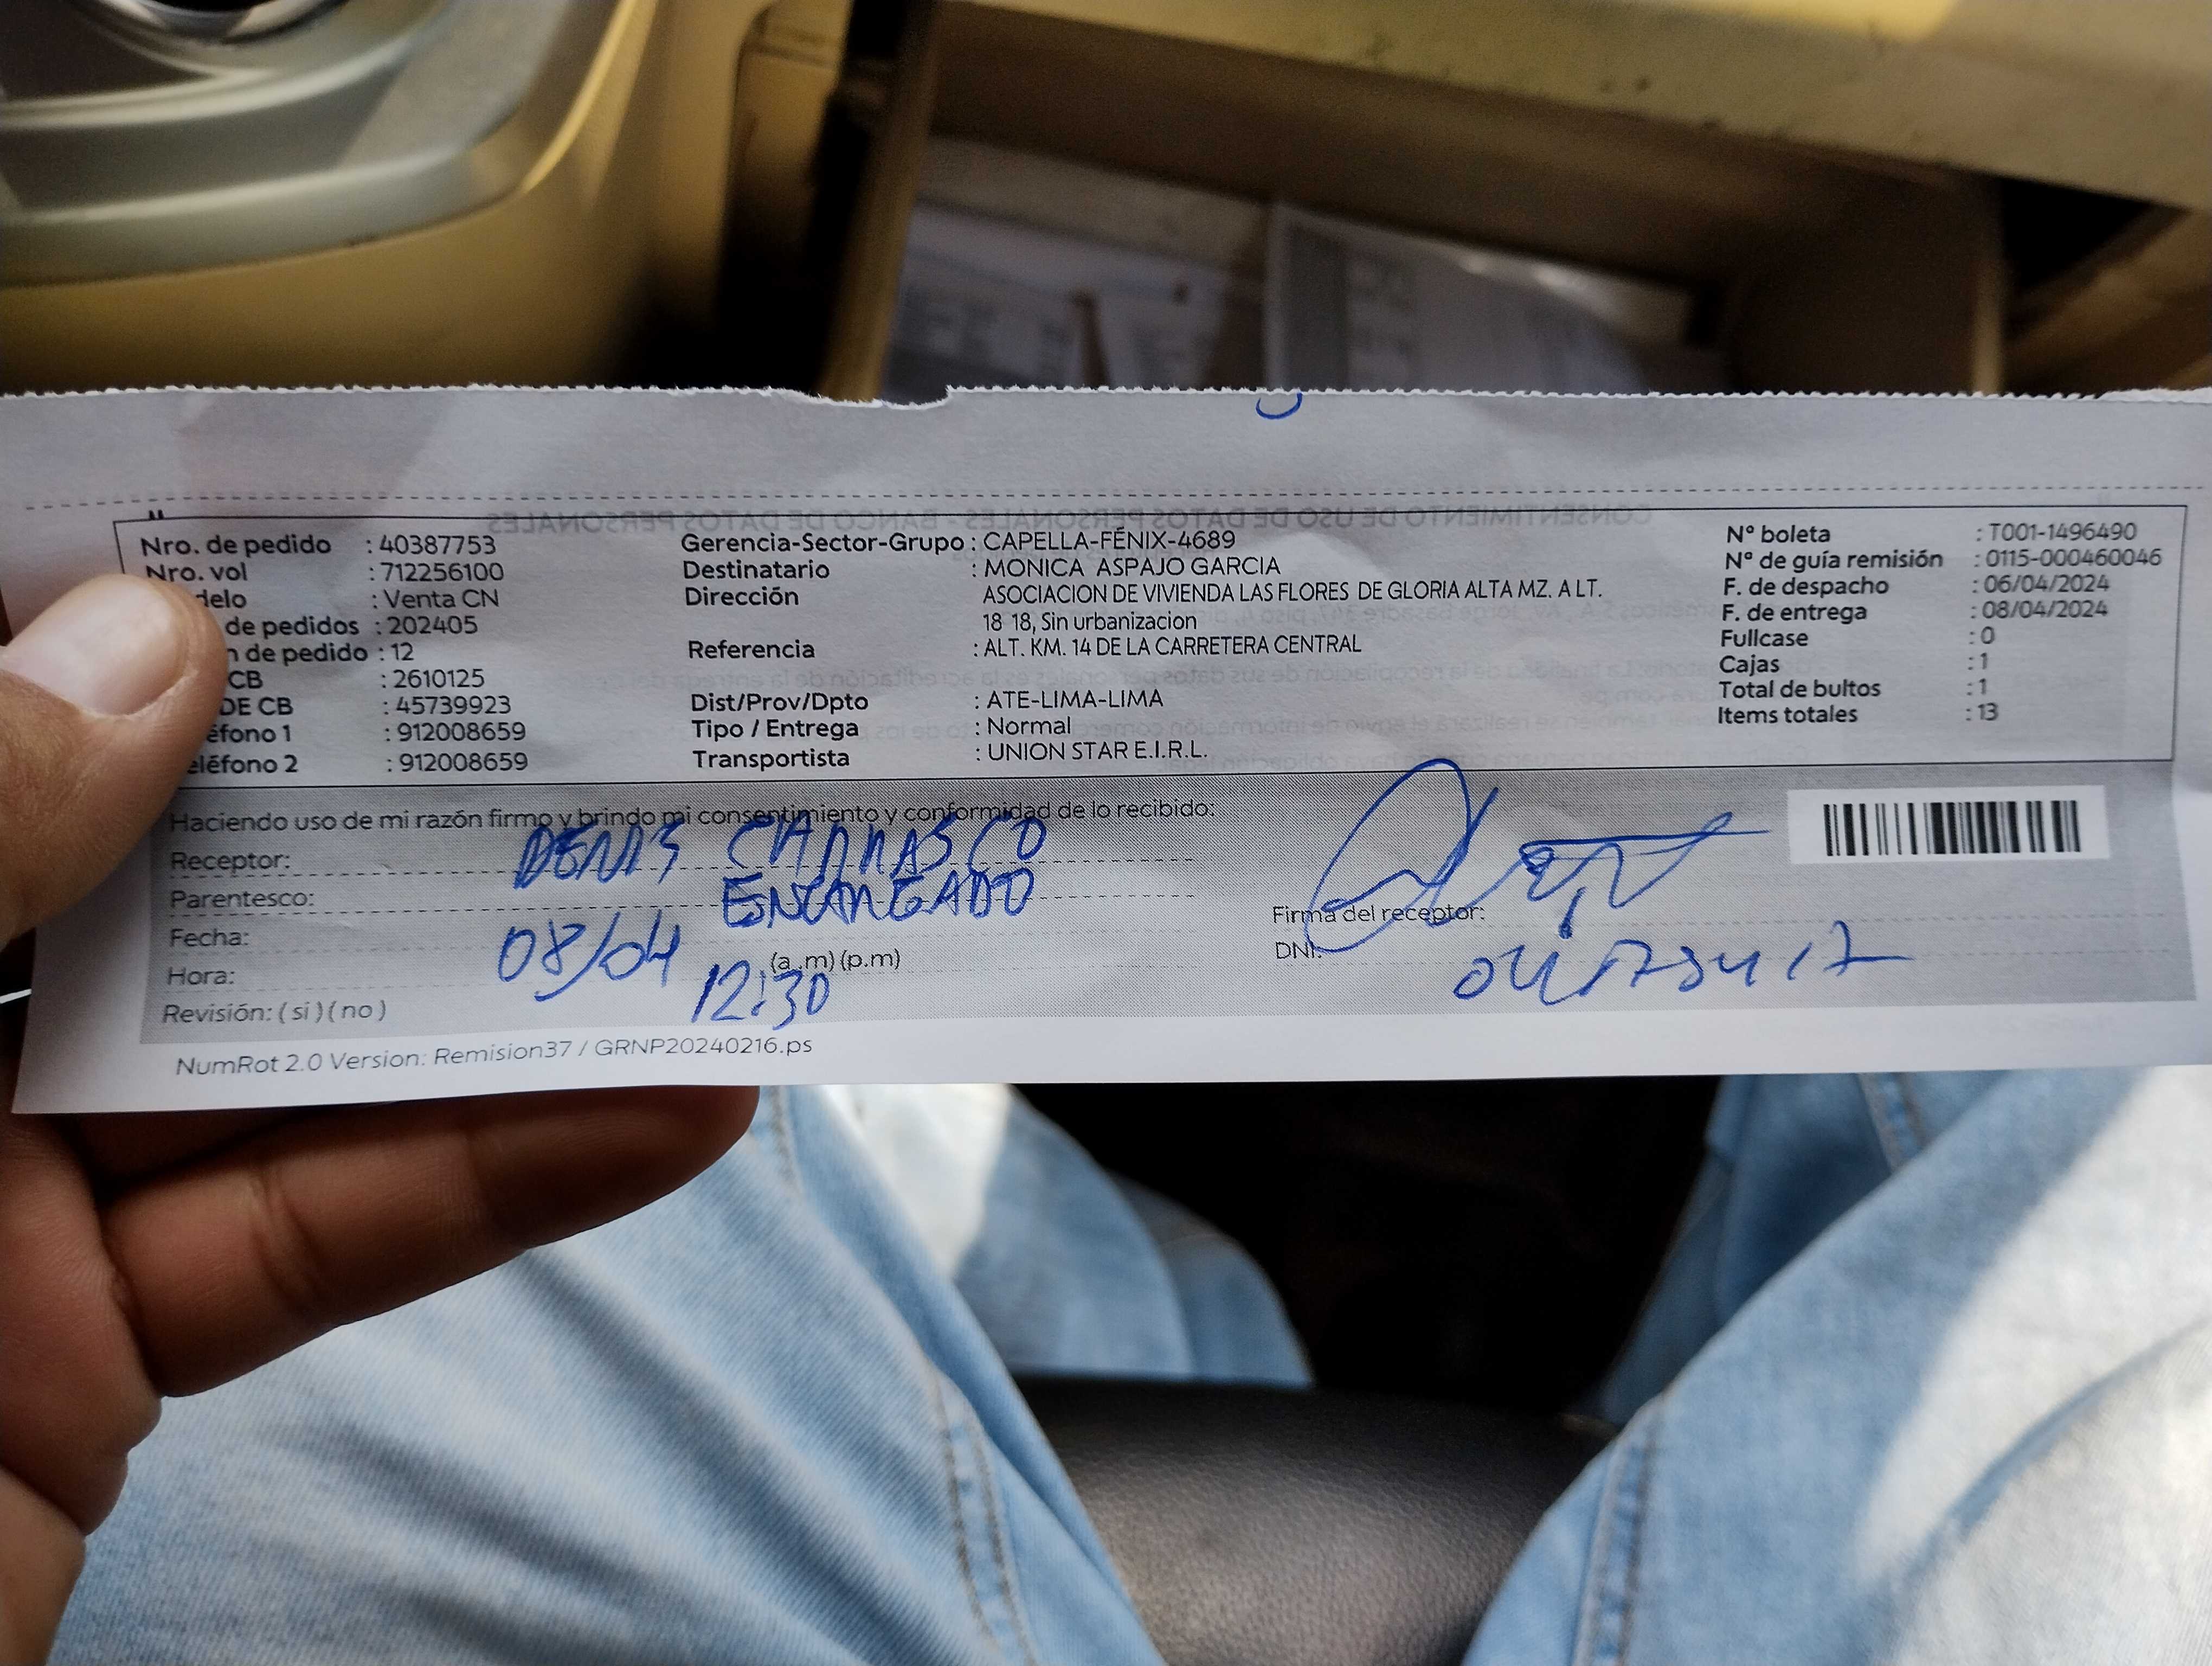 Nro. de pedido : 40387753
Nro. vol : 712256100
delo : Venta CN
de pedidos : 202405
n de pedido : 12
CB : 2610125
DE CB : 45739923
éfono 1 : 912008659
eléfono 2 : 912008659
Gerencia-Sector-Grupo : CAPELLA-FÉNIX-4689
Destinatario : MONICA ASPAJO GARCIA
Dirección ASOCIACION DE VIVIENDA LAS FLORES DE GLORIA ALTA MZ. A LT.
18 18, Sin urbanizacion
Referencia : ALT. KM. 14 DE LA CARRETERA CENTRAL
Dist/Prov/Dpto : ATE-LIMA-LIMA
Tipo / Entrega : Normal
Transportista : UNION STAR E.I.R.L.
Nº boleta : T001-1496490
Nº de guía remisión : 0115-000460046
F. de despacho : 06/04/2024
F. de entrega : 08/04/2024
Fullcase : 0
Cajas : 1
Total de bultos : 1
Items totales : 13
Haciendo uso de mi razón firmo y brindo mi consentimiento y conformidad de lo recibido:
Receptor: DENIS CARRASCO
Parentesco: ENCARGADO
Fecha: 08/04
Hora: 12:30 (a.m) (p.m)
Revisión: ( si ) ( no )
Firma del receptor:
DNI:
NumRot 2.0 Version: Remision37 / GRNP20240216.ps